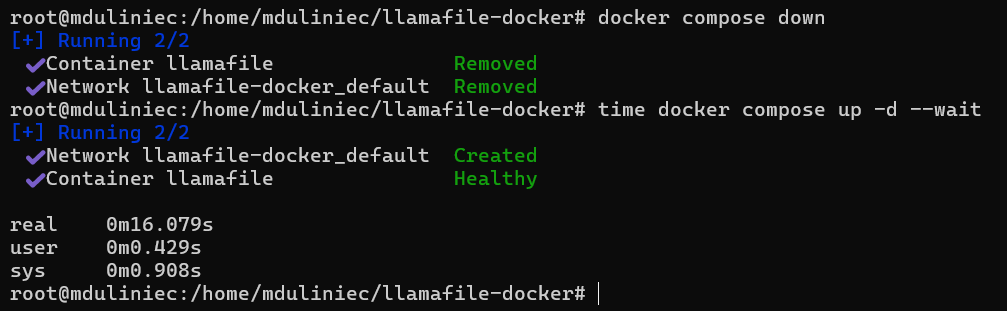 root@mduliniec:/home/mduliniec/llamafile-docker# docker compose down
[+] Running 2/2
✔Container llamafile Removed
✔Network llamafile-docker_default Removed
root@mduliniec:/home/mduliniec/llamafile-docker# time docker compose up -d --wait
[+] Running 2/2
✔Network llamafile-docker_default Created
✔Container llamafile Healthy
real 0m16.079s
user 0m0.429s
sys 0m0.908s
root@mduliniec:/home/mduliniec/llamafile-docker#